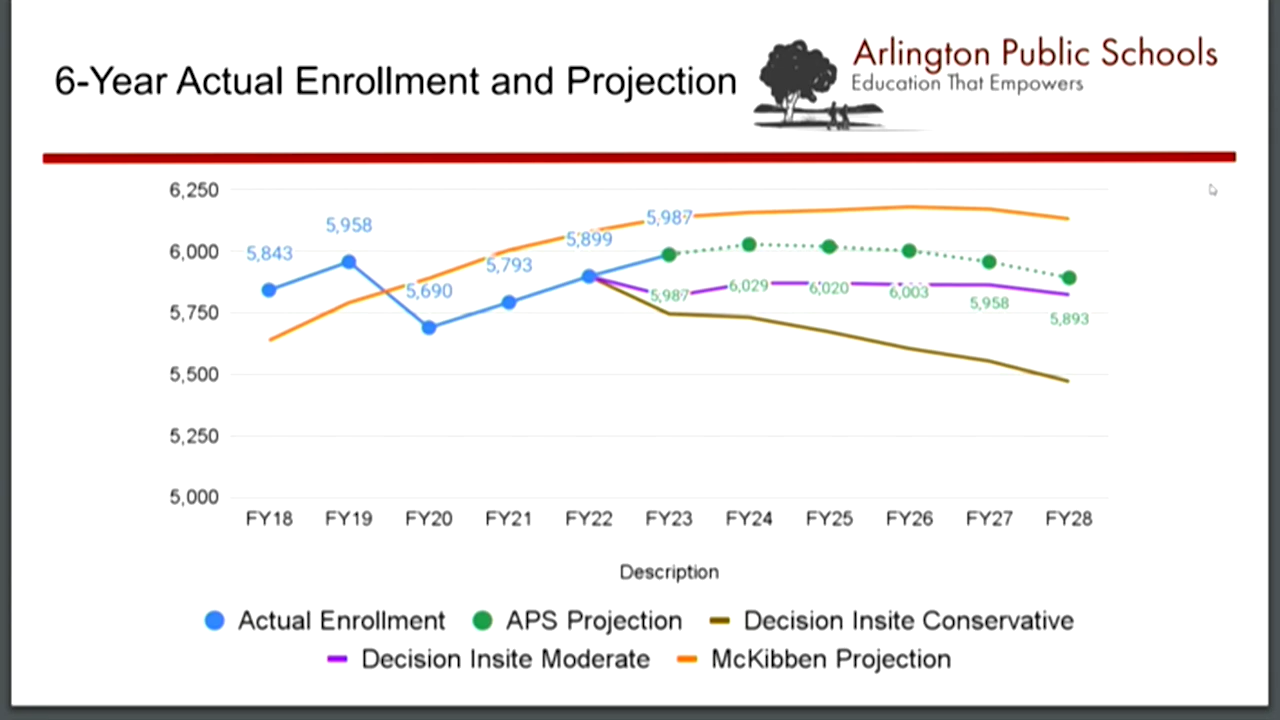 6-Year Actual Enrollment and Projection
Arlington Public Schools
Education That Empowers
6,250
6,000
5,750
5,500
5,250
5,000
5,843
5,958
5,690
5,793
5,899
5,987
5,987
6,029
6,020
6,003
5,958
5,893
FY18 FY19 FY20 FY21 FY22 FY23 FY24 FY25 FY26 FY27 FY28
Description
Actual Enrollment APS Projection Decision Insite Conservative
Decision Insite Moderate McKibben Projection